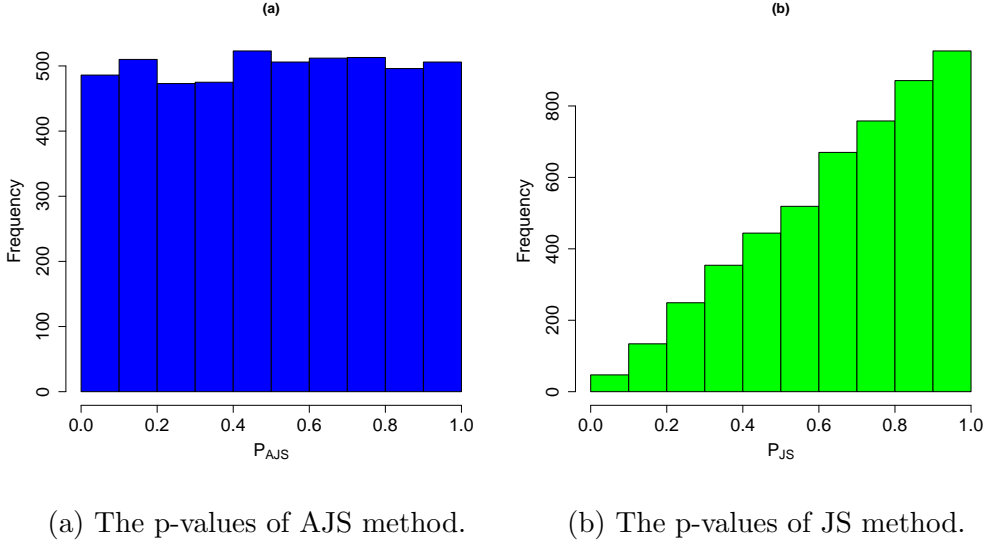 (a)
Frequency
0
100
200
300
400
500
0.0 0.2 0.4 0.6 0.8 1.0
P_AJS
(b)
Frequency
0
200
400
600
800
0.0 0.2 0.4 0.6 0.8 1.0
P_JS
(a) The p-values of AJS method.
(b) The p-values of JS method.